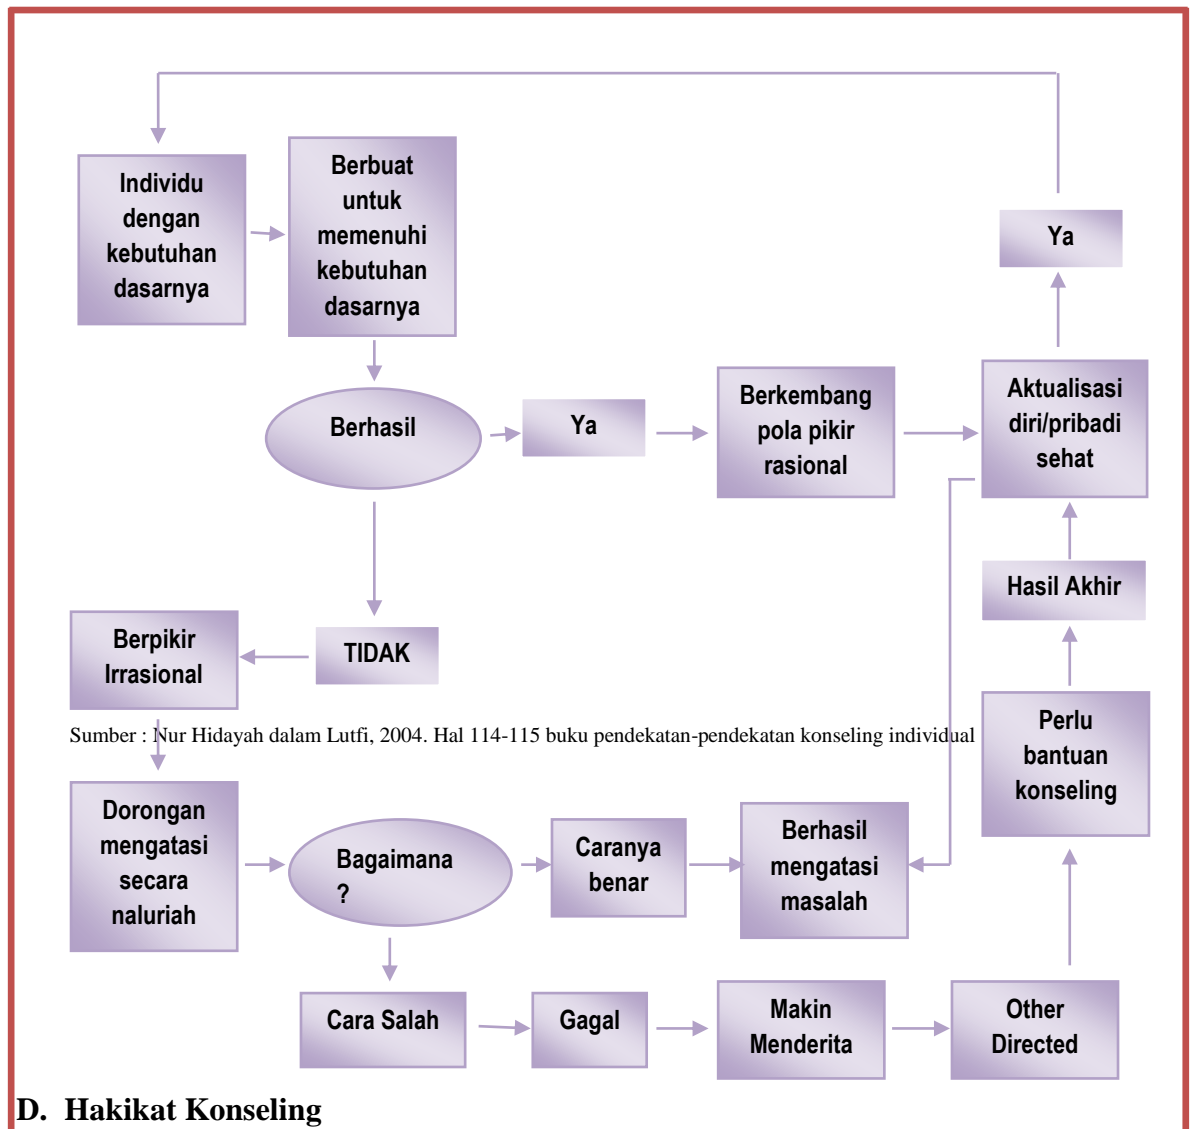 Individu
dengan
kebutuhan
dasarnya
Berbuat
untuk
memenuhi
kebutuhan
dasarnya
Ya
Berhasil
Ya
Berkembang
pola pikir
rasional
Aktualisasi
diri/pribadi
sehat
Hasil Akhir
Berpikir
Irrasional
TIDAK
Perlu
bantuan
konseling
Sumber : Nur Hidayah dalam Lutfi, 2004. Hal 114-115 buku pendekatan-pendekatan konseling individual
Dorongan
mengatasi
secara
naluriah
Bagaimana
?
Caranya
benar
Berhasil
mengatasi
masalah
Cara Salah
Gagal
Makin
Menderita
Other
Directed
D. Hakikat Konseling